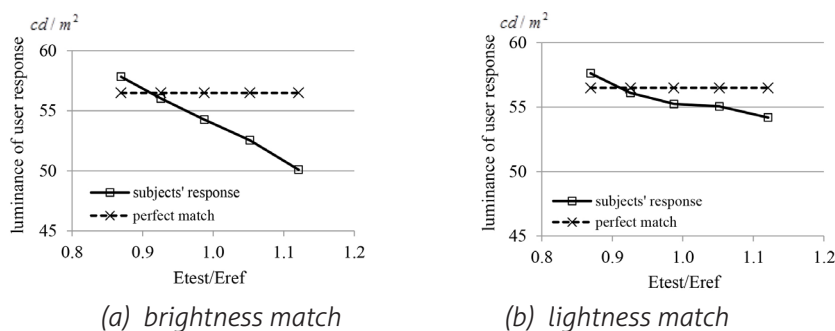 cd / m²
60
55
50
45
luminance of user response
subjects' response
perfect match
0.8 0.9 1.0 1.1 1.2
Etest/Eref
(a) brightness match
cd / m²
60
55
50
45
luminance of user response
subjects' response
perfect match
0.8 0.9 1.0 1.1 1.2
Etest/Eref
(b) lightness match